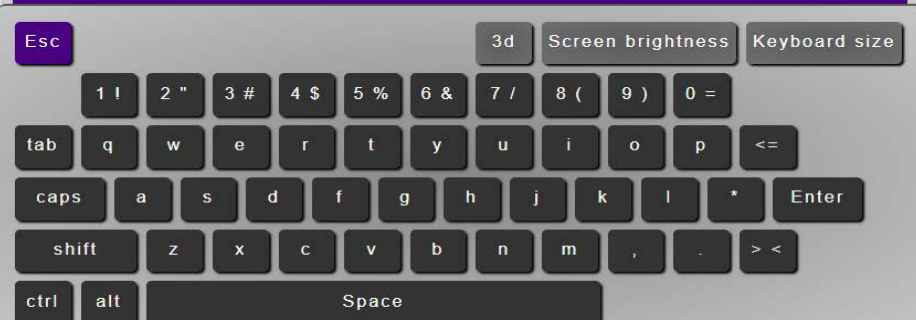 Esc 3d Screen brightness Keyboard size
1 ! 2 " 3 # 4 $ 5 % 6 & 7 / 8 ( 9 ) 0 =
tab q w e r t y u i o p <=
caps a s d f g h j k l * Enter
shift z x c v b n m , . > <
ctrl alt Space